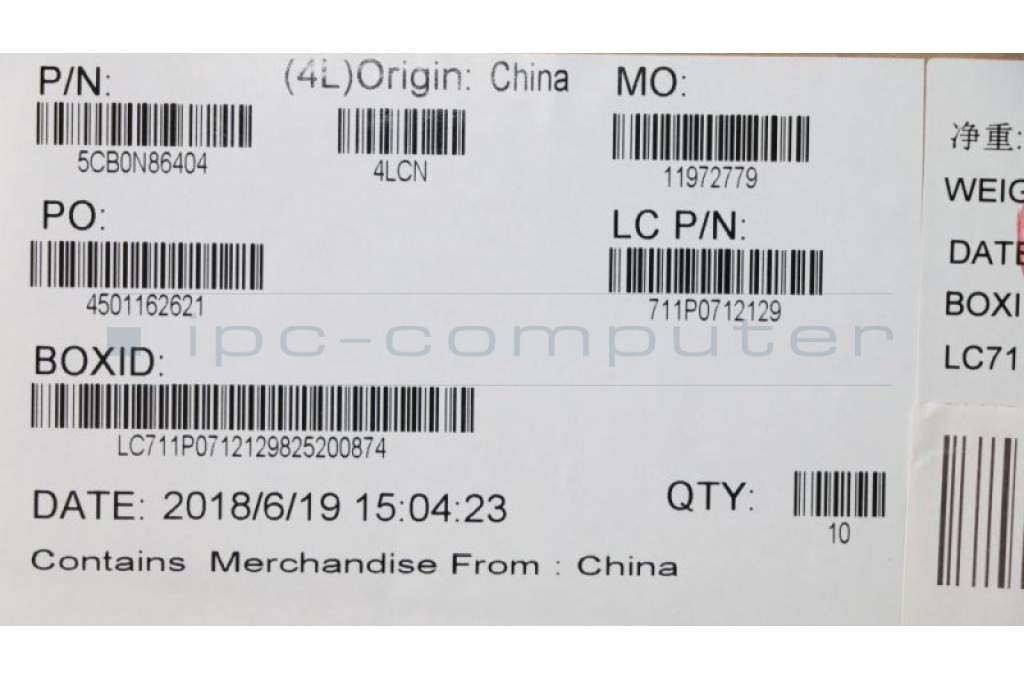 P/N: (4L)Origin: China MO:
5CB0N86404 4LCN 11972779
PO: LC P/N:
4501162621 711P0712129
ipc-computer
BOXID:
LC711P0712129825200874
DATE: 2018/6/19 15:04:23 QTY:
10
Contains Merchandise From : China
净重:
WEIG
DATE
BOXI
LC71